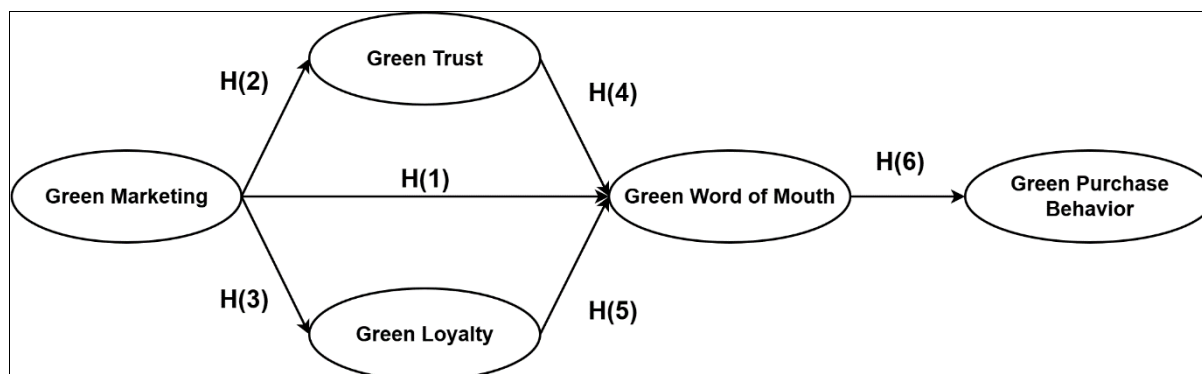 Green Trust
H(2)
H(4)
Green Marketing
H(1)
Green Word of Mouth
H(6)
Green Purchase
Behavior
H(3)
H(5)
Green Loyalty